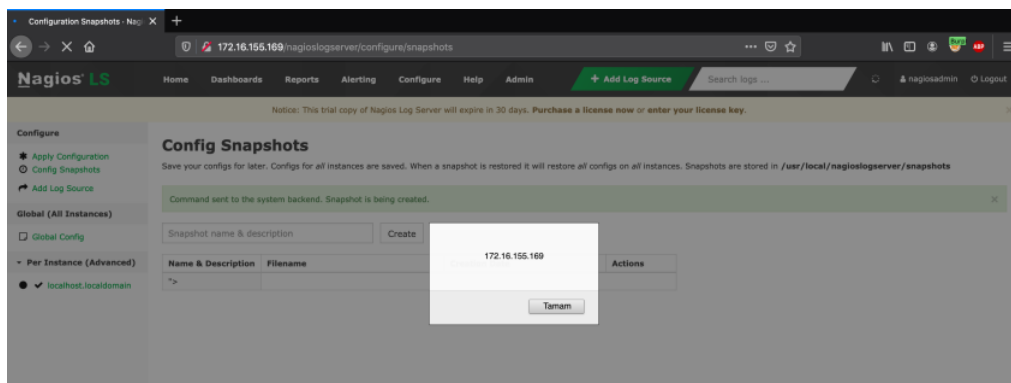 Configuration Snapshots · Nagi
172.16.155.169/nagioslogserver/configure/snapshots
Nagios LS Home Dashboards Reports Alerting Configure Help Admin + Add Log Source Search logs ... nagiosadmin Logout
Notice: This trial copy of Nagios Log Server will expire in 30 days. Purchase a license now or enter your license key.
Configure
Apply Configuration
Config Snapshots
Add Log Source
Global (All Instances)
Global Config
Per Instance (Advanced)
localhost.localdomain
Config Snapshots
Save your configs for later. Configs for all instances are saved. When a snapshot is restored it will restore all configs on all instances. Snapshots are stored in /usr/local/nagioslogserver/snapshots
Command sent to the system backend. Snapshot is being created.
Snapshot name & description Create
Name & Description Filename Actions
">
172.16.155.169
Tamam